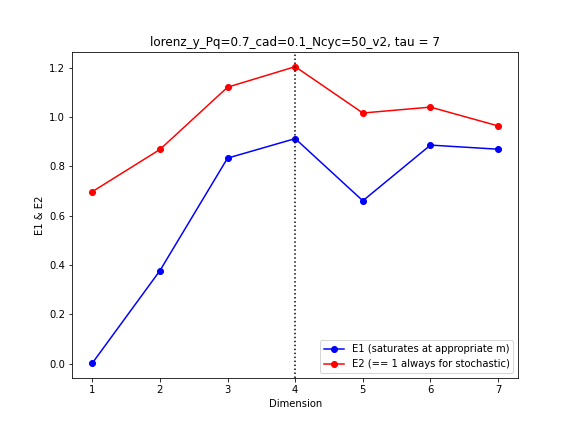 lorenz_y_Pq=0.7_cad=0.1_Ncyc=50_v2, tau = 7
1.2
1.0
0.8
0.6
0.4
0.2
0.0
E1 & E2
E1 (saturates at appropriate m)
E2 (== 1 always for stochastic)
1 2 3 4 5 6 7
Dimension